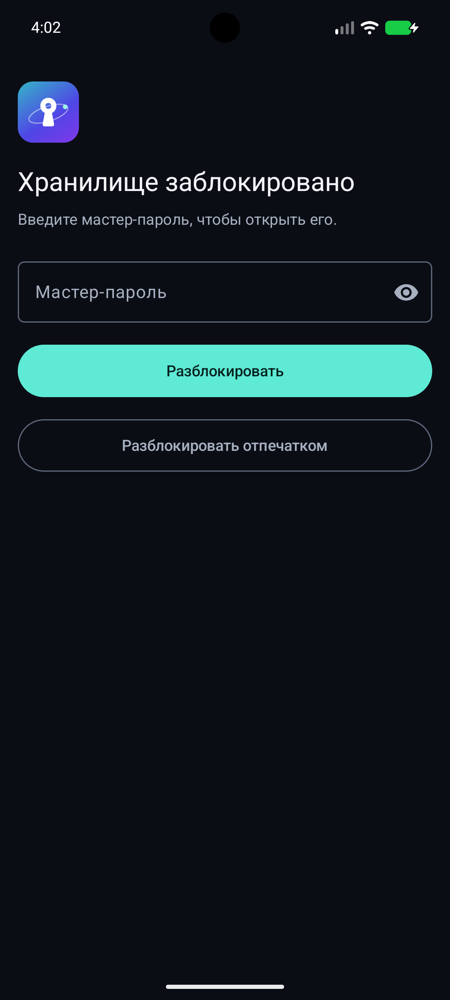 4:02
Хранилище заблокировано
Введите мастер-пароль, чтобы открыть его.
Мастер-пароль
Разблокировать
Разблокировать отпечатком